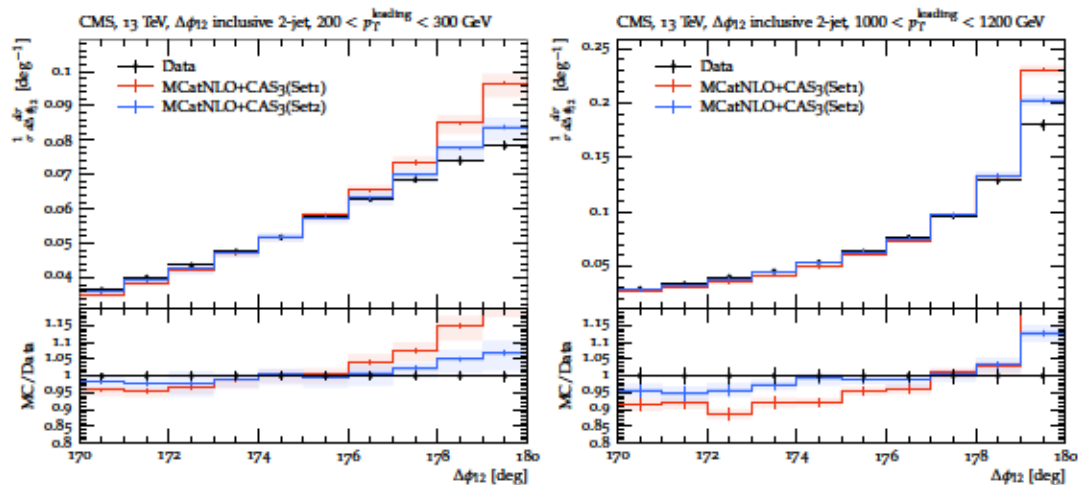 CMS, 13 TeV, Δϕ12 inclusive 2-jet, 200 < pT^leading < 300 GeV
1/σ dσ/dΔϕ12 [deg⁻¹]
0.1
0.09
0.08
0.07
0.06
0.05
0.04
Data
MCatNLO+CAS3(Set1)
MCatNLO+CAS3(Set2)
MC/Data
1.15
1.1
1.05
1
0.95
0.9
0.85
0.8
170 172 174 176 178 180
Δϕ12 [deg]
CMS, 13 TeV, Δϕ12 inclusive 2-jet, 1000 < pT^leading < 1200 GeV
1/σ dσ/dΔϕ12 [deg⁻¹]
0.25
0.2
0.15
0.1
0.05
Data
MCatNLO+CAS3(Set1)
MCatNLO+CAS3(Set2)
MC/Data
1.15
1.1
1.05
1
0.95
0.9
0.85
0.8
170 172 174 176 178 180
Δϕ12 [deg]